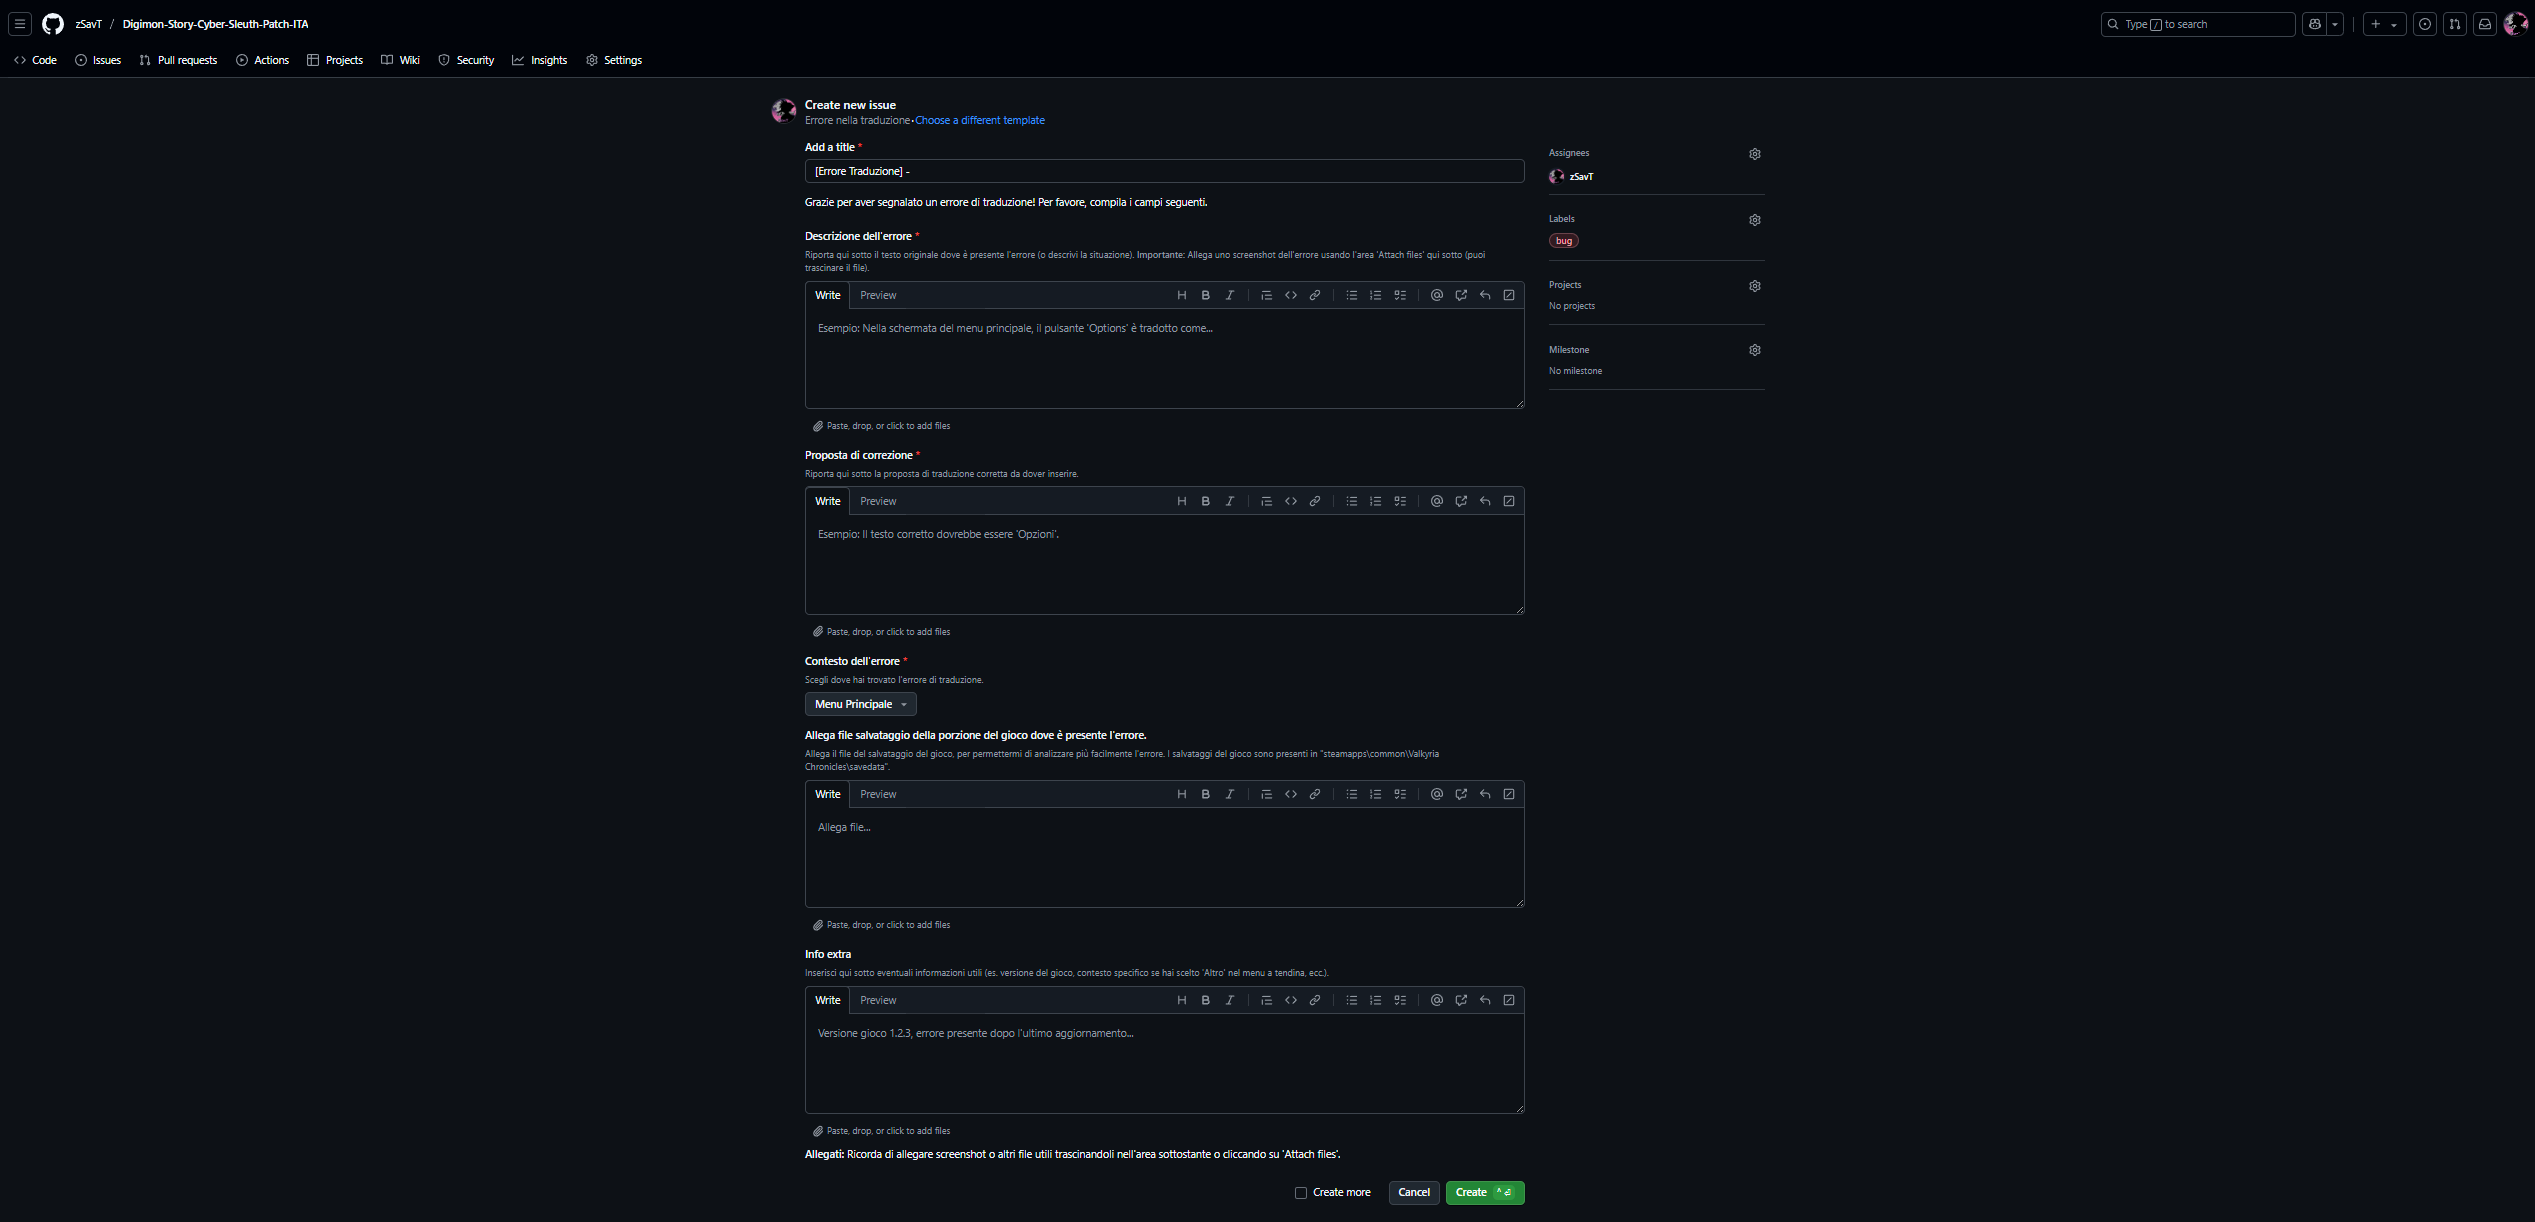 zSavT / Digimon-Story-Cyber-Sleuth-Patch-ITA
Type / to search
Code Issues Pull requests Actions Projects Wiki Security Insights Settings
Create new issue
Errore nella traduzione · Choose a different template
Add a title *
[Errore Traduzione] -
Grazie per aver segnalato un errore di traduzione! Per favore, compila i campi seguenti.
Descrizione dell'errore *
Riporta qui sotto il testo originale dove è presente l'errore (o descrivi la situazione). Importante: Allega uno screenshot dell'errore usando l'area 'Attach files' qui sotto (puoi
trascinare il file).
Write Preview
Esempio: Nella schermata del menu principale, il pulsante 'Options' è tradotto come...
Paste, drop, or click to add files
Proposta di correzione *
Riporta qui sotto la proposta di traduzione corretta da dover inserire.
Write Preview
Esempio: Il testo corretto dovrebbe essere 'Opzioni'.
Paste, drop, or click to add files
Contesto dell'errore *
Scegli dove hai trovato l'errore di traduzione.
Menu Principale
Allega file salvataggio della porzione del gioco dove è presente l'errore.
Allega il file del salvataggio del gioco, per permettermi di analizzare più facilmente l'errore. I salvataggi del gioco sono presenti in "steamapps\common\Valkyria
Chronicles\savedata".
Write Preview
Allega file...
Paste, drop, or click to add files
Info extra
Inserisci qui sotto eventuali informazioni utili (es. versione del gioco, contesto specifico se hai scelto 'Altro' nel menu a tendina, ecc.).
Write Preview
Versione gioco 1.2.3, errore presente dopo l'ultimo aggiornamento...
Paste, drop, or click to add files
Allegati: Ricorda di allegare screenshot o altri file utili trascinandoli nell'area sottostante o cliccando su 'Attach files'.
Create more Cancel Create
Assignees
zSavT
Labels
bug
Projects
No projects
Milestone
No milestone